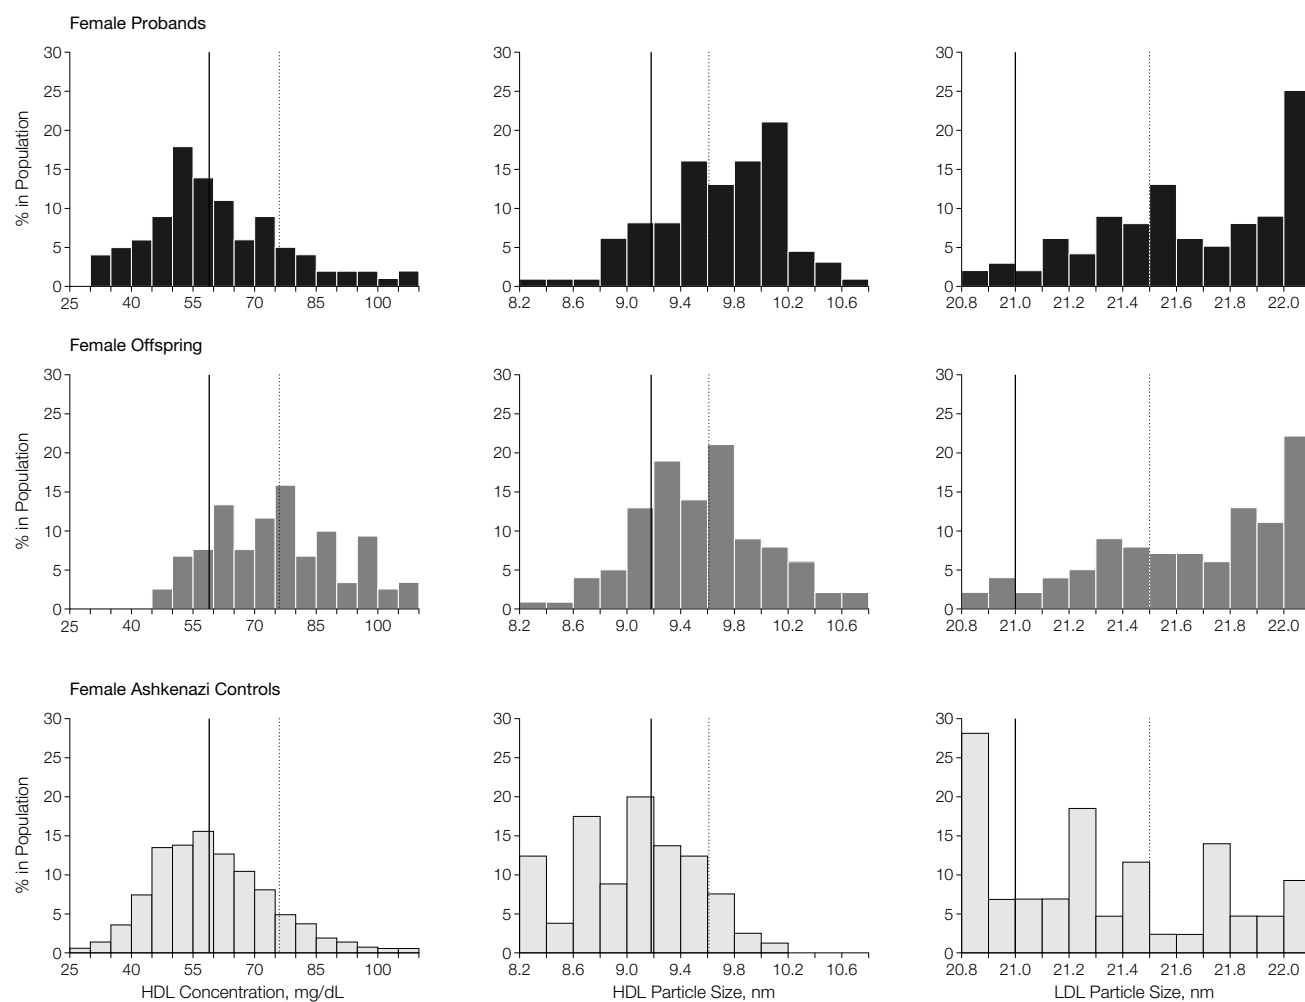 Female Probands
30 30 30
25 25 25
20 20 20
15 15 15
10 10 10
5 5 5
0 0 0
% in Population
25 40 55 70 85 100
8.2 8.6 9.0 9.4 9.8 10.2 10.6
20.8 21.0 21.2 21.4 21.6 21.8 22.0
Female Offspring
30 30 30
25 25 25
20 20 20
15 15 15
10 10 10
5 5 5
0 0 0
% in Population
25 40 55 70 85 100
8.2 8.6 9.0 9.4 9.8 10.2 10.6
20.8 21.0 21.2 21.4 21.6 21.8 22.0
Female Ashkenazi Controls
30 30 30
25 25 25
20 20 20
15 15 15
10 10 10
5 5 5
0 0 0
% in Population
25 40 55 70 85 100
8.2 8.6 9.0 9.4 9.8 10.2 10.6
20.8 21.0 21.2 21.4 21.6 21.8 22.0
HDL Concentration, mg/dL
HDL Particle Size, nm
LDL Particle Size, nm